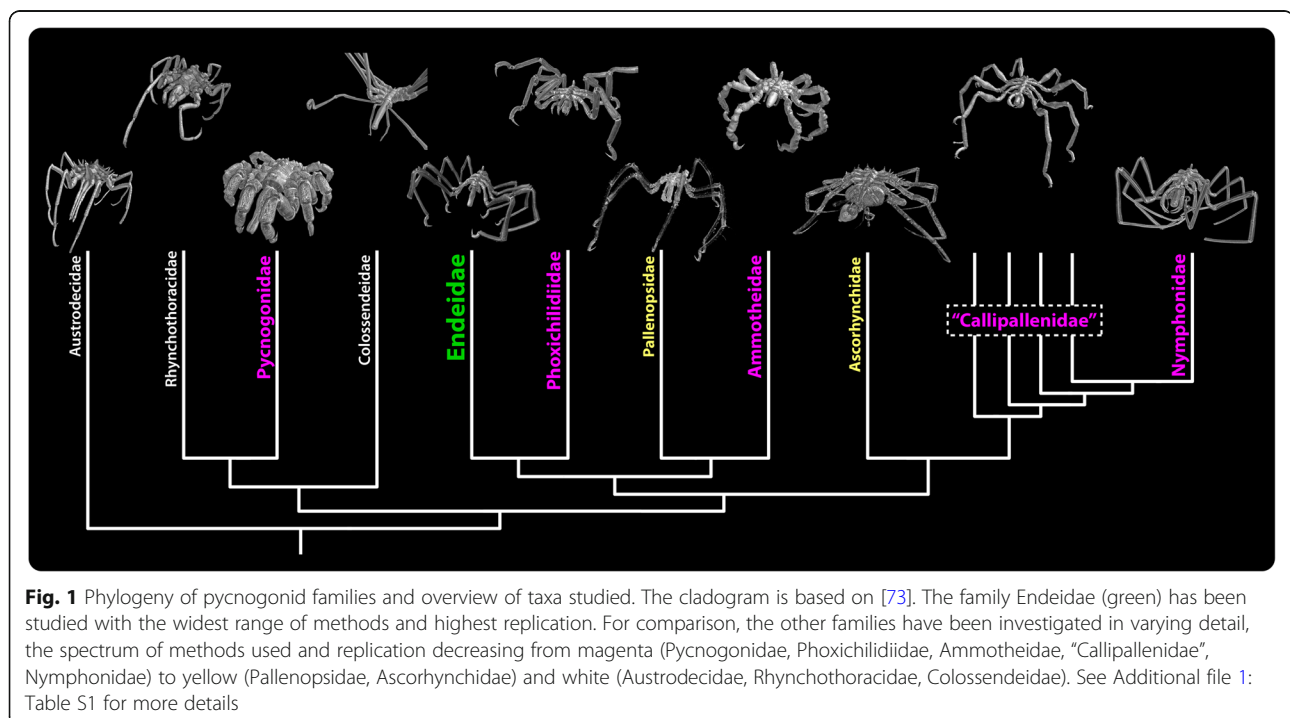 Austrodecidae
Rhynchothoracidae
Pycnogonidae
Colossendeidae
Endeidae
Phoxichilidiidae
Pallenopsidae
Ammotheidae
Ascorhynchidae
“Callipallenidae”
Nymphonidae
Fig. 1 Phylogeny of pycnogonid families and overview of taxa studied. The cladogram is based on [73]. The family Endeidae (green) has been
studied with the widest range of methods and highest replication. For comparison, the other families have been investigated in varying detail,
the spectrum of methods used and replication decreasing from magenta (Pycnogonidae, Phoxichilidiidae, Ammotheidae, “Callipallenidae”,
Nymphonidae) to yellow (Pallenopsidae, Ascorhynchidae) and white (Austrodecidae, Rhynchothoracidae, Colossendeidae). See Additional file 1:
Table S1 for more details